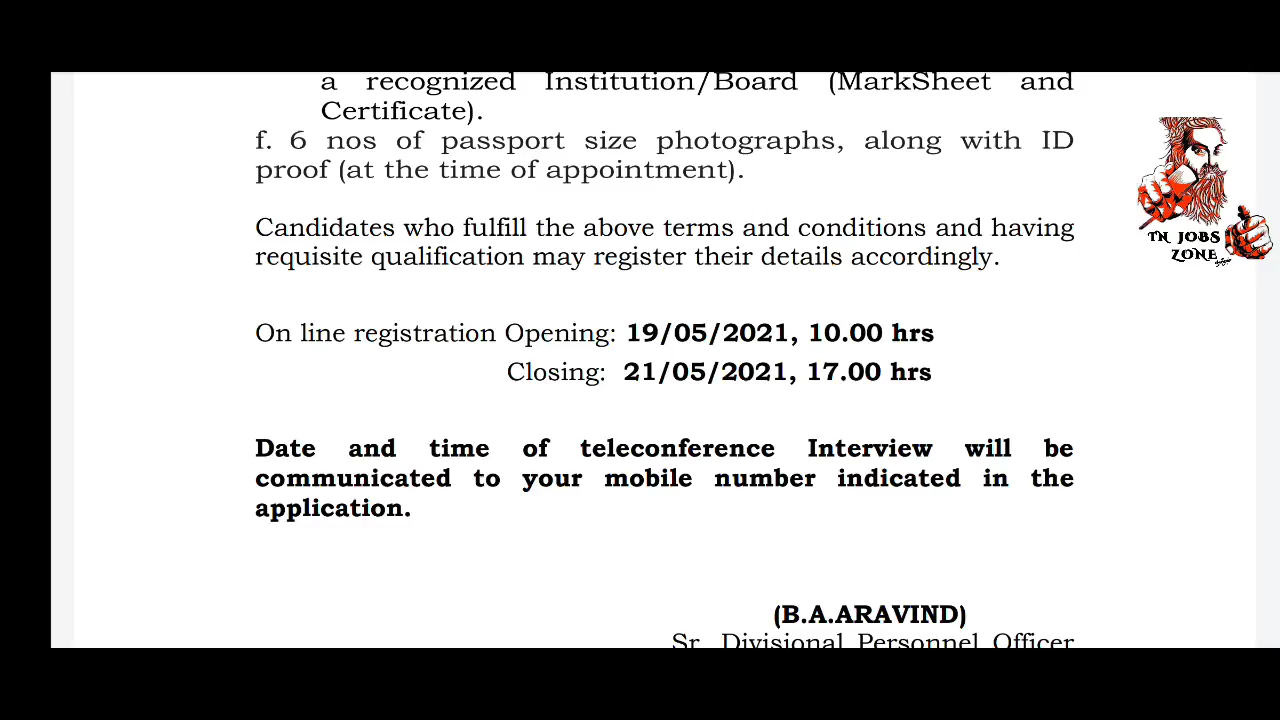 a recognized Institution/Board (MarkSheet and
Certificate).
f. 6 nos of passport size photographs, along with ID
proof (at the time of appointment).
Candidates who fulfill the above terms and conditions and having
requisite qualification may register their details accordingly.
On line registration Opening: 19/05/2021, 10.00 hrs
Closing: 21/05/2021, 17.00 hrs
Date and time of teleconference Interview will be
communicated to your mobile number indicated in the
application.
(B.A.ARAVIND)
Sr. Divisional Personnel Officer
TN JOBS
ZONE